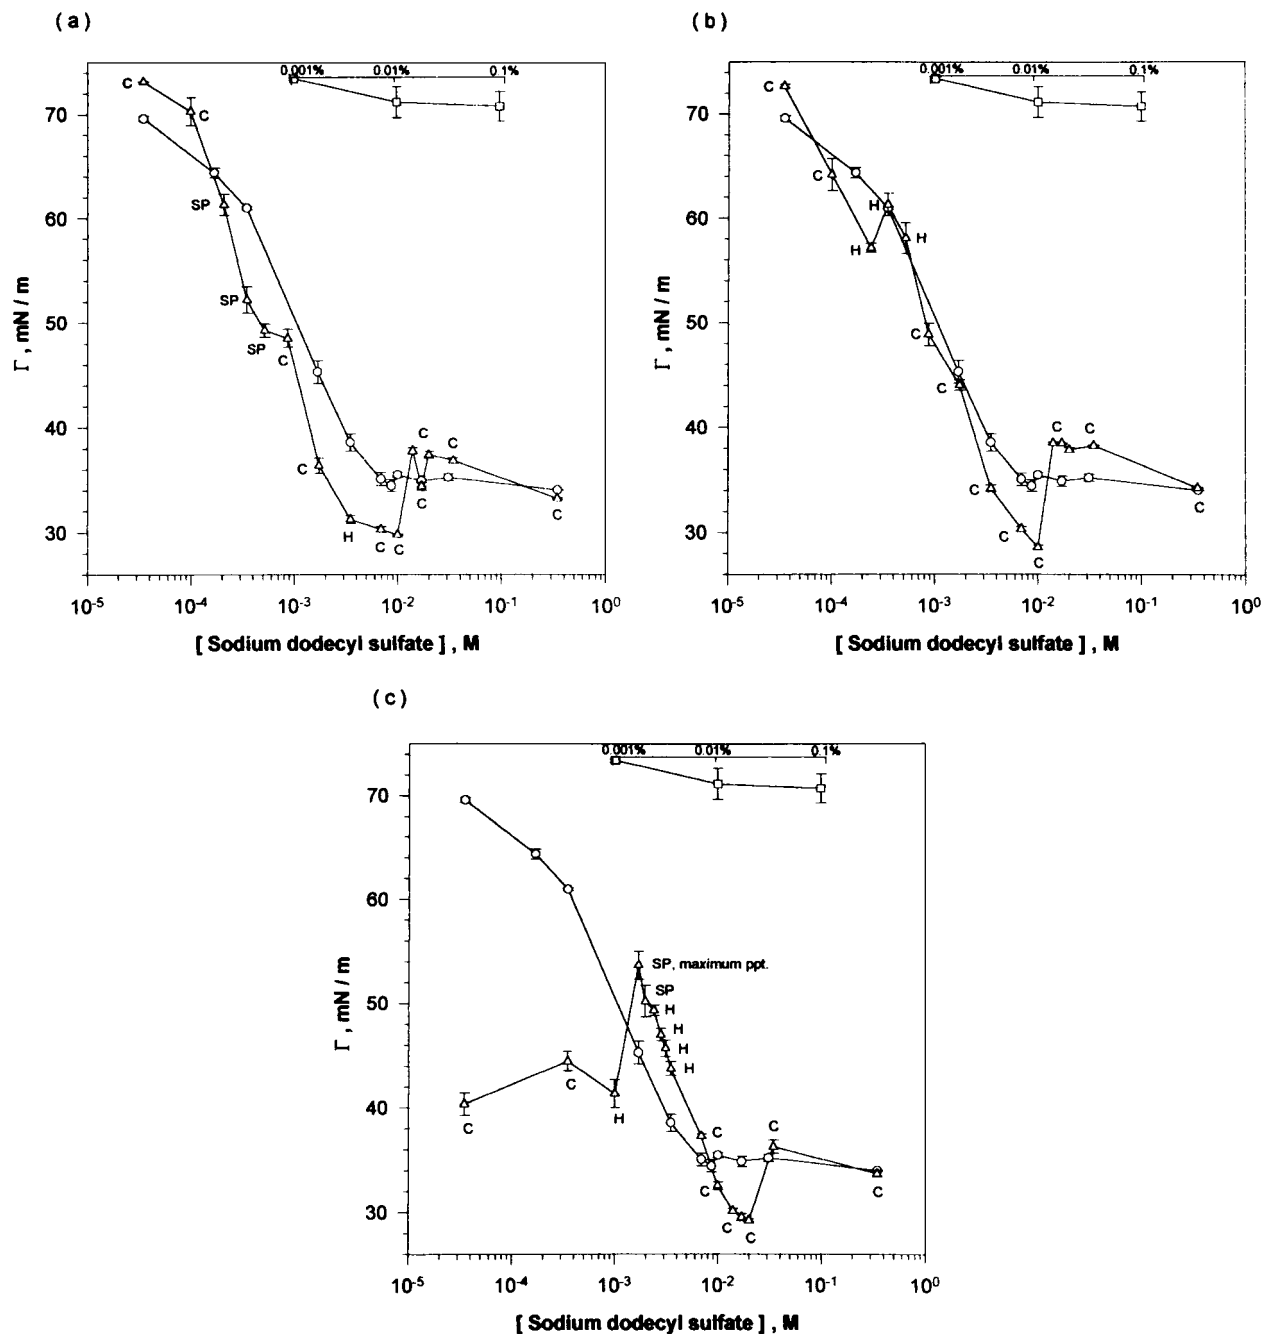 (a)
0.001% 0.01% 0.1%
70
60
50
40
30
Γ, mN / m
C
C
SP
SP
SP
C
C
H
C
C
C
C
C
C
10-5 10-4 10-3 10-2 10-1 100
[ Sodium dodecyl sulfate ] , M
(b)
0.001% 0.01% 0.1%
70
60
50
40
30
Γ, mN / m
C
C
H
H
H
C
C
C
C
C
C
C
C
10-5 10-4 10-3 10-2 10-1 100
[ Sodium dodecyl sulfate ] , M
(c)
0.001% 0.01% 0.1%
70
60
50
40
30
Γ, mN / m
SP, maximum ppt.
SP
H
H
H
H
C
C
H
C
C
C
C
C
C
10-5 10-4 10-3 10-2 10-1 100
[ Sodium dodecyl sulfate ] , M